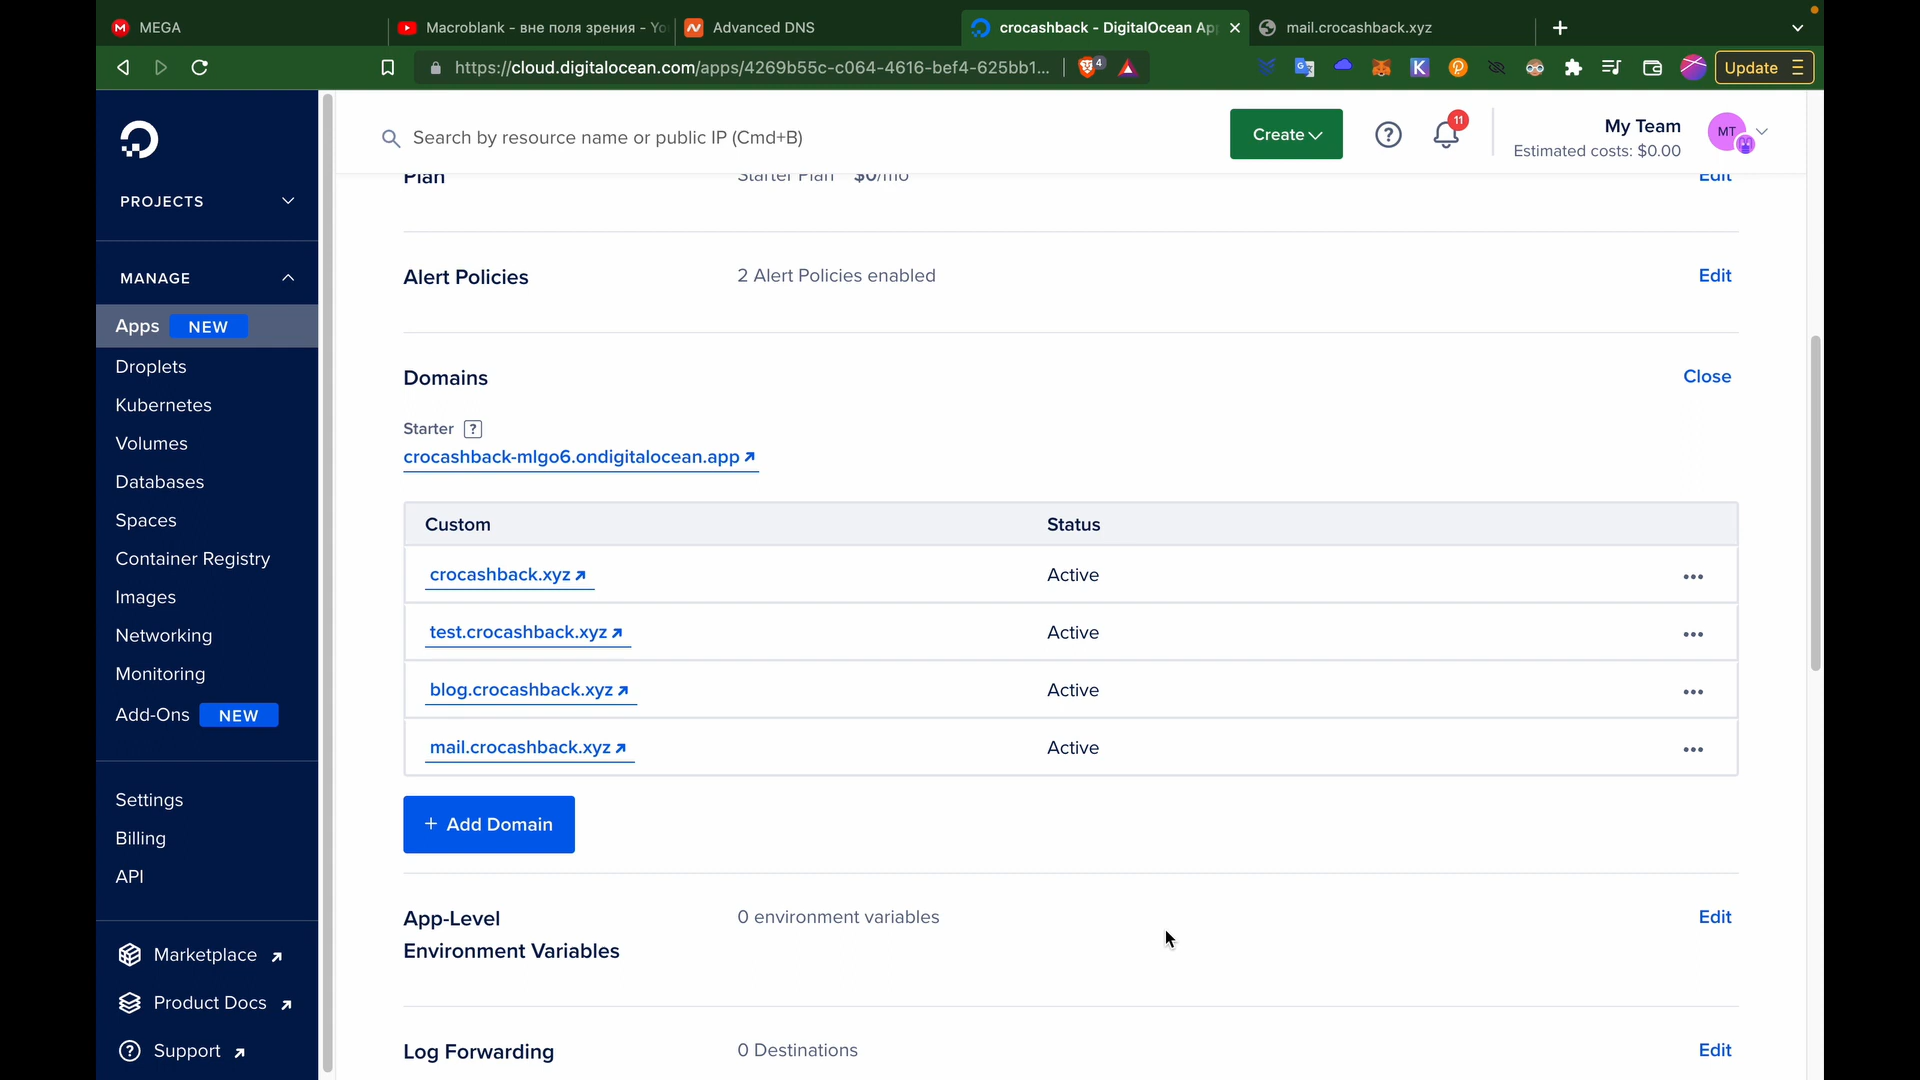 MEGA
Macroblank - вне поля зрения - Yo
Advanced DNS
crocashback - DigitalOcean Ap
mail.crocashback.xyz
https://cloud.digitalocean.com/apps/4269b55c-c064-4616-bef4-625bb1...
4
Update
Search by resource name or public IP (Cmd+B)
Create
11
My Team
Estimated costs: $0.00
MT
PROJECTS
MANAGE
Apps NEW
Droplets
Kubernetes
Volumes
Databases
Spaces
Container Registry
Images
Networking
Monitoring
Add-Ons NEW
Settings
Billing
API
Marketplace
Product Docs
Support
Plan
Starter Plan $0/mo
Edit
Alert Policies
2 Alert Policies enabled
Edit
Domains
Close
Starter ?
crocashback-mlgo6.ondigitalocean.app
Custom Status
crocashback.xyz Active
test.crocashback.xyz Active
blog.crocashback.xyz Active
mail.crocashback.xyz Active
+ Add Domain
App-Level
Environment Variables
0 environment variables
Edit
Log Forwarding
0 Destinations
Edit